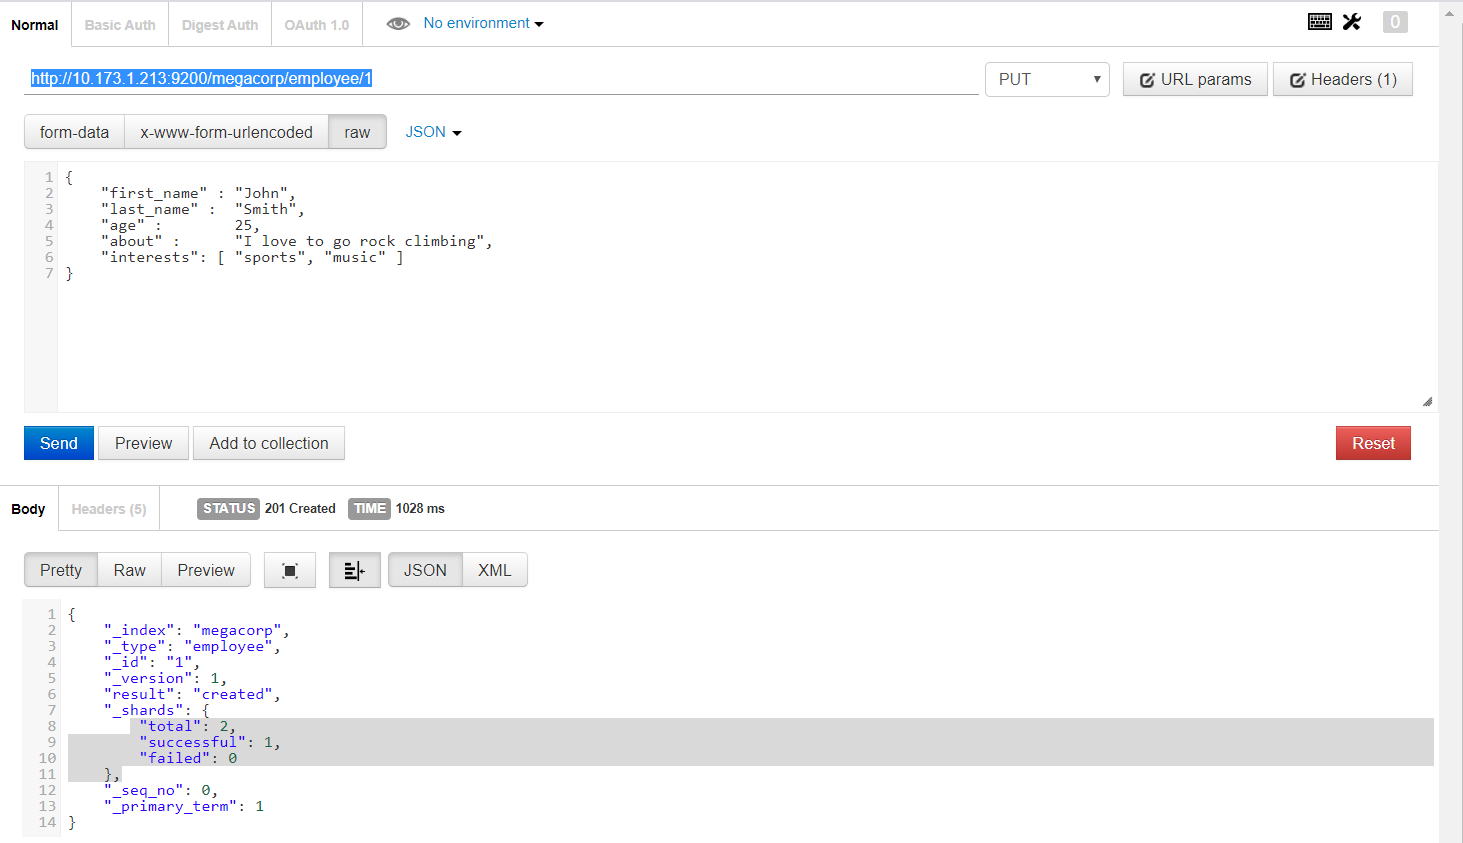 Normal Basic Auth Digest Auth OAuth 1.0 No environment 0
http://10.173.1.213:9200/megacorp/employee/1 PUT URL params Headers (1)
form-data x-www-form-urlencoded raw JSON
1 {
2 "first_name" : "John",
3 "last_name" : "Smith",
4 "age" : 25,
5 "about" : "I love to go rock climbing",
6 "interests": [ "sports", "music" ]
7 }
Send Preview Add to collection Reset
Body Headers (5) STATUS 201 Created TIME 1028 ms
Pretty Raw Preview JSON XML
1 {
2 "_index": "megacorp",
3 "_type": "employee",
4 "_id": "1",
5 "_version": 1,
6 "result": "created",
7 "_shards": {
8 "total": 2,
9 "successful": 1,
10 "failed": 0
11 },
12 "_seq_no": 0,
13 "_primary_term": 1
14 }